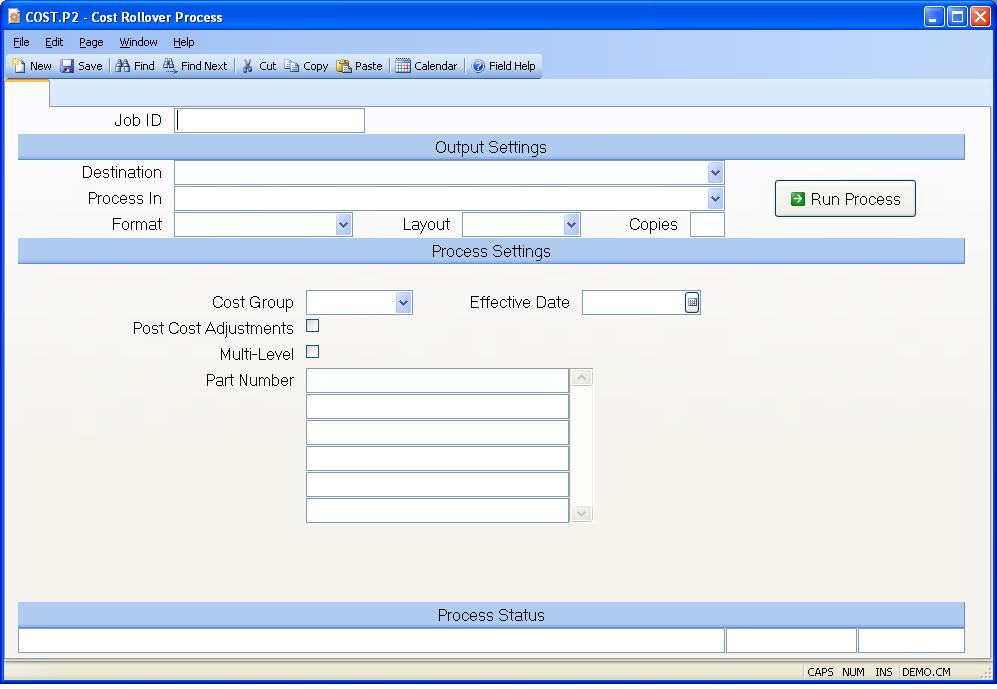 COST.P2 - Cost Rollover Process
File Edit Page Window Help
New Save Find Find Next Cut Copy Paste Calendar Field Help
Job ID
Output Settings
Destination
Process In
Run Process
Format Layout Copies
Process Settings
Cost Group Effective Date
Post Cost Adjustments
Multi-Level
Part Number
Process Status
CAPS NUM INS DEMO.CM